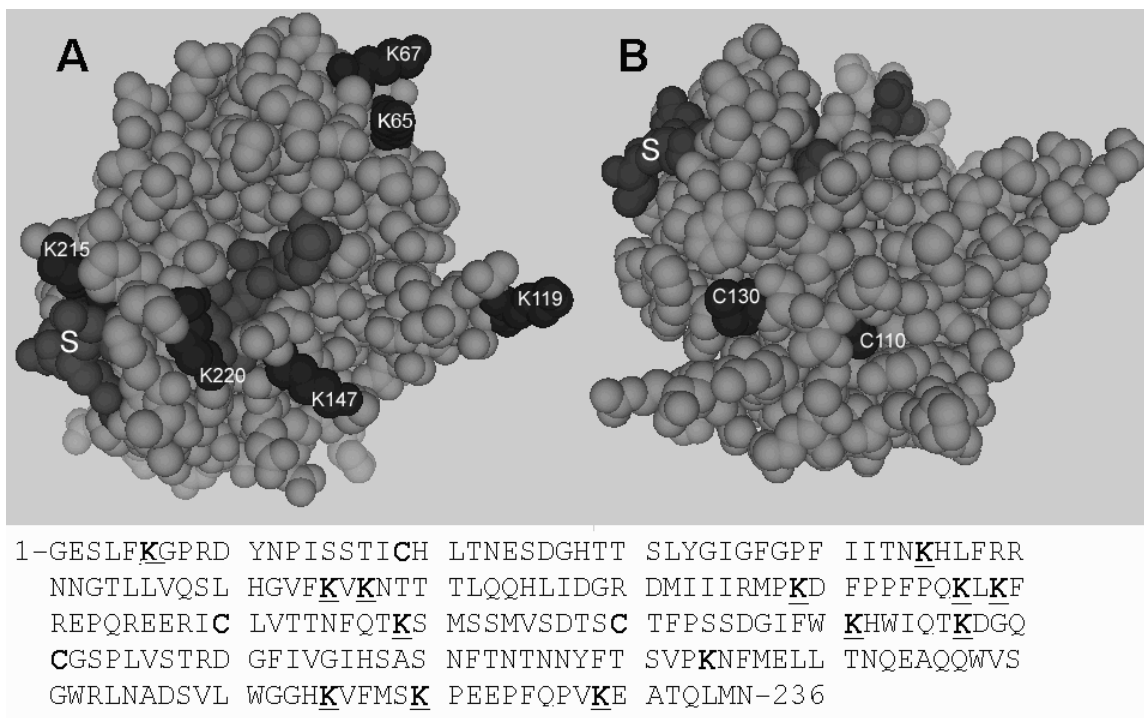 A B
K67
K65
S
K215
K119
C130
S
C110
K220
K147
1-GESLFKGPRD YNPISSTICH LTNESDGHTT SLYGIGFGPF IITNKHLFRR
NNGTLLVQSL HGVFKVKNTT TLQQHLIDGR DMIIIRMPKD FPPFPQKLKF
REPQREERIC LVTTNFQTKS MSSMVSDTSC TFPSSDGIFW KHWIQTKDGQ
CGSPLVSTRD GFIVGIHSAS NFTNTNNYFT SVPKNFMELL TNQEAQQWVS
GWRLNADSVL WGGHKVFMSK PEEPFQPVKE ATQLMN-236